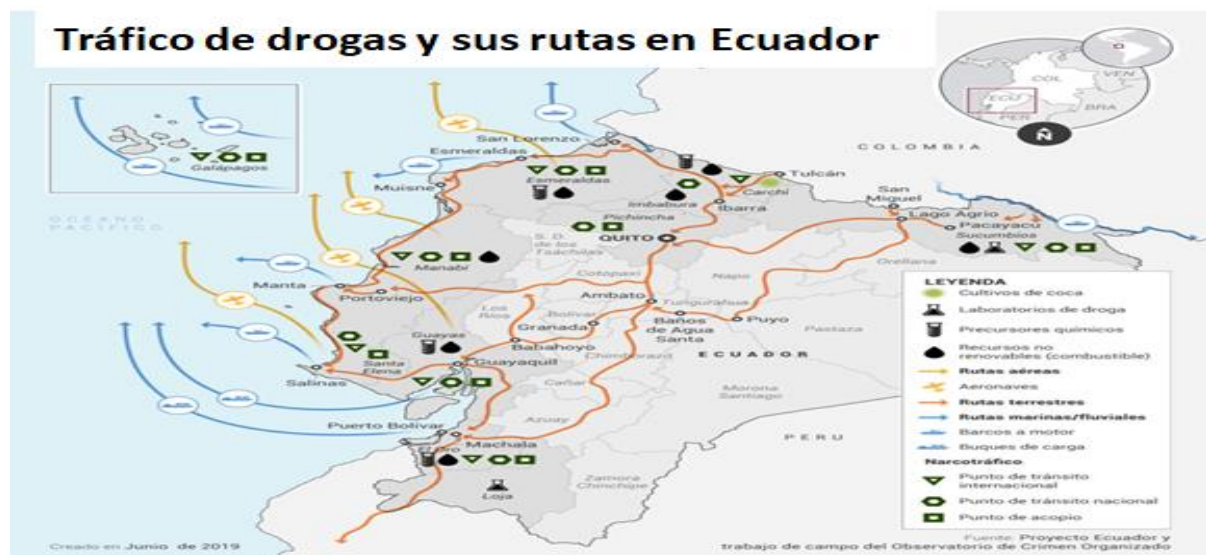 Tráfico de drogas y sus rutas en Ecuador
COL
VEN
ECU
BRA
PER
N
COLOMBIA
OCÉANO
PACÍFICO
Galápagos
San Lorenzo
Esmeraldas
Muisne
Esmeraldas
Tulcán
Carchi
Imbabura
Ibarra
San
Miguel
Lago Agrio
Pacayacú
Sucumbíos
Pichincha
QUITO
S. D.
de los
Tsáchilas
Orellana
Manabí
Cotopaxi
Napo
Manta
Portoviejo
Ambato
Tungurahua
Los
Ríos
Bolívar
Granada
Baños
de Agua
Santa
Puyo
Pastaza
Guayas
Babahoyo
Chimborazo
ECUADOR
Santa
Elena
Guayaquil
Salinas
Cañar
Morona
Santiago
Azuay
Puerto Bolívar
Machala
El Oro
PERU
Loja
Zamora
Chinchipe
LEYENDA
Cultivos de coca
Laboratorios de droga
Precursores químicos
Recursos no
renovables (combustible)
Rutas aéreas
Aeronaves
Rutas terrestres
Rutas marinas/fluviales
Barcos a motor
Buques de carga
Narcotráfico
Punto de tránsito
internacional
Punto de tránsito nacional
Punto de acopio
Creado en Junio de 2019
Fuente: Proyecto Ecuador y
trabajo de campo del Observatorio de Crimen Organizado